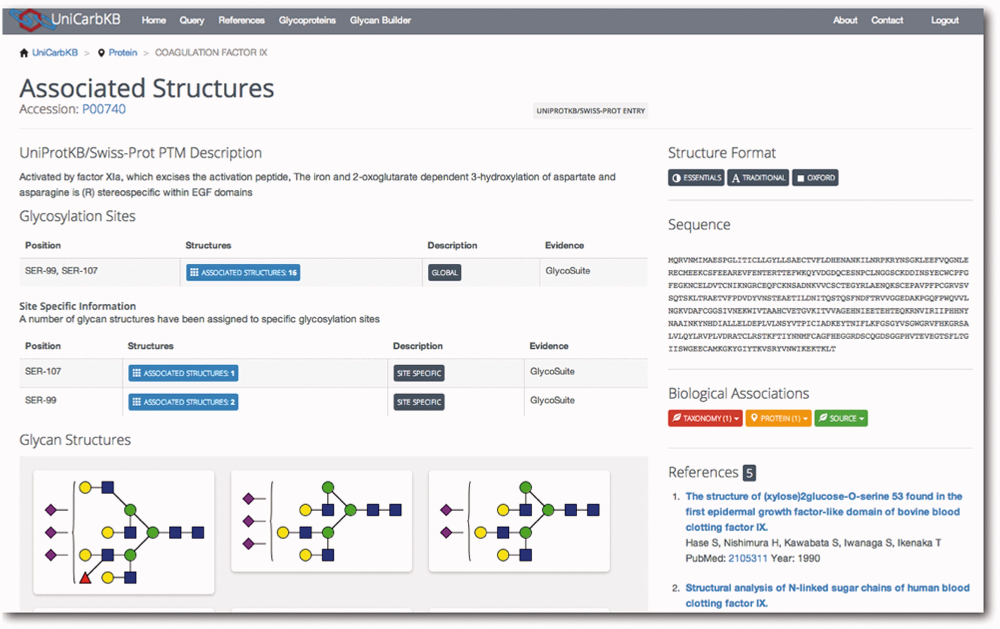 UniCarbKB Home Query References Glycoproteins Glycan Builder About Contact Logout
UniCarbKB > Protein > COAGULATION FACTOR IX
Associated Structures
Accession: P00740
UNIPROTKB/SWISS-PROT ENTRY
UniProtKB/Swiss-Prot PTM Description
Activated by factor XIa, which excises the activation peptide, The iron and 2-oxoglutarate dependent 3-hydroxylation of aspartate and
asparagine is (R) stereospecific within EGF domains
Glycosylation Sites
Position Structures Description Evidence
SER-99, SER-107 ASSOCIATED STRUCTURES: 16 GLOBAL GlycoSuite
Site Specific Information
A number of glycan structures have been assigned to specific glycosylation sites
Position Structures Description Evidence
SER-107 ASSOCIATED STRUCTURES: 1 SITE SPECIFIC GlycoSuite
SER-99 ASSOCIATED STRUCTURES: 2 SITE SPECIFIC GlycoSuite
Glycan Structures
Structure Format
ESSENTIALS A TRADITIONAL OXFORD
Sequence
MQRVNMIMAESPGLITICLLGYLLSAECTVFLDHENANKILNRPKRYNSGKLEEFVQGNLE
RECMEEKCSFEEAREVFENTERTTEFWKQYVDGDQCESNPCLNGGSCKDDINSYECWCPFG
FEGKNCELDVTCNIKNGRCEQFCKNSADNKVVCSCTEGYRLAENQKSCEPAVPFPCGRVSV
SQTSKLTRAETVFPDVDYVNSTEAETILDNITQSTQSFNDFTRVVGGEDAKPGQFPWQVVL
NGKVDAFCGGSIVNEKWIVTAAHCVETGVKITVVAGEHNIEETEHTEQKRNVIRIIPHHNY
NAAINKYNHDIALLELDEPLVLNSYVTPICIADKEYTNIFLKFGSGYVSGWGRVFHKGRSA
LVLQYLRVPLVDRATCLRSTKFTIYNNMFCAGFHEGGRDSCQGDSGGPHVTEVEGTSFLTG
IISWGEECAMKGKYGIYTKVSRYVNWIKEKTKLT
Biological Associations
TAXONOMY (1) PROTEIN (1) SOURCE
References 5
1. The structure of (xylose)2glucose-O-serine 53 found in the
first epidermal growth factor-like domain of bovine blood
clotting factor IX.
Hase S, Nishimura H, Kawabata S, Iwanaga S, Ikenaka T
PubMed: 2105311 Year: 1990
2. Structural analysis of N-linked sugar chains of human blood
clotting factor IX.